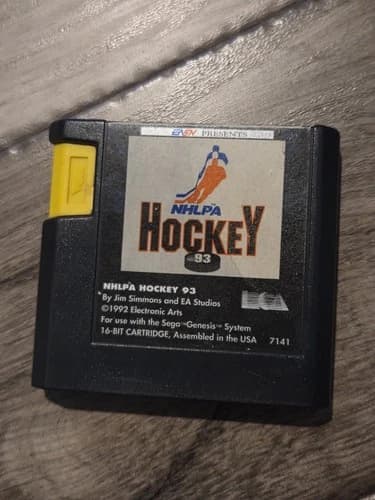 EASN PRESENTS
NHLPA
HOCKEY
93
NHLPA HOCKEY 93
By Jim Simmons and EA Studios
©1992 Electronic Arts
For use with the Sega™ Genesis™ System
16-BIT CARTRIDGE, Assembled in the USA 7141